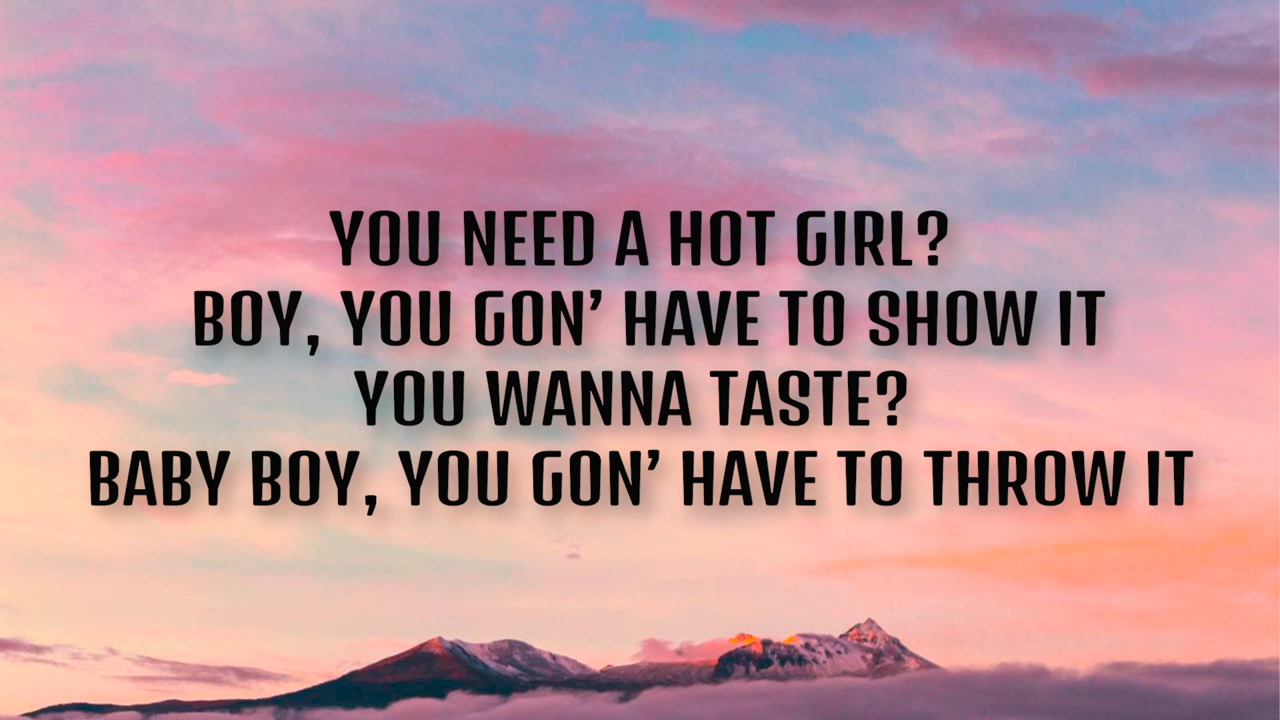 YOU NEED A HOT GIRL?
BOY, YOU GON’ HAVE TO SHOW IT
YOU WANNA TASTE?
BABY BOY, YOU GON’ HAVE TO THROW IT